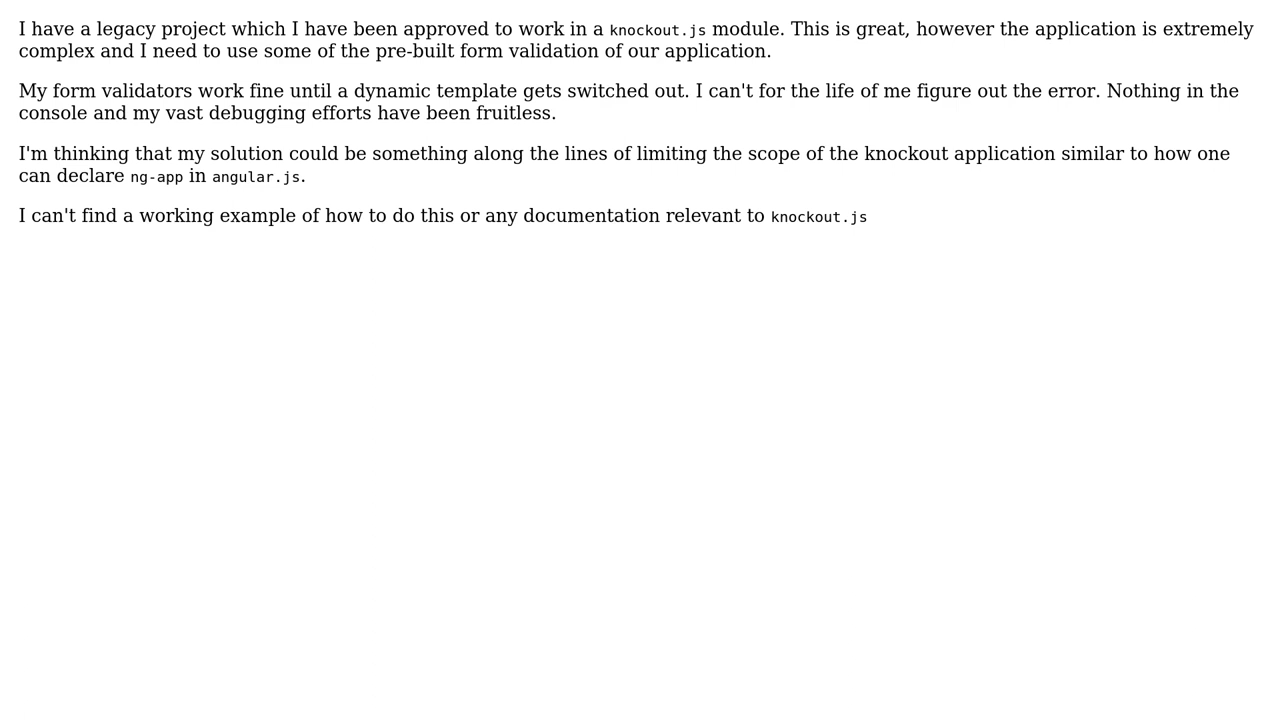 I have a legacy project which I have been approved to work in a knockout.js module. This is great, however the application is extremely
complex and I need to use some of the pre-built form validation of our application.
My form validators work fine until a dynamic template gets switched out. I can't for the life of me figure out the error. Nothing in the
console and my vast debugging efforts have been fruitless.
I'm thinking that my solution could be something along the lines of limiting the scope of the knockout application similar to how one
can declare ng-app in angular.js.
I can't find a working example of how to do this or any documentation relevant to knockout.js